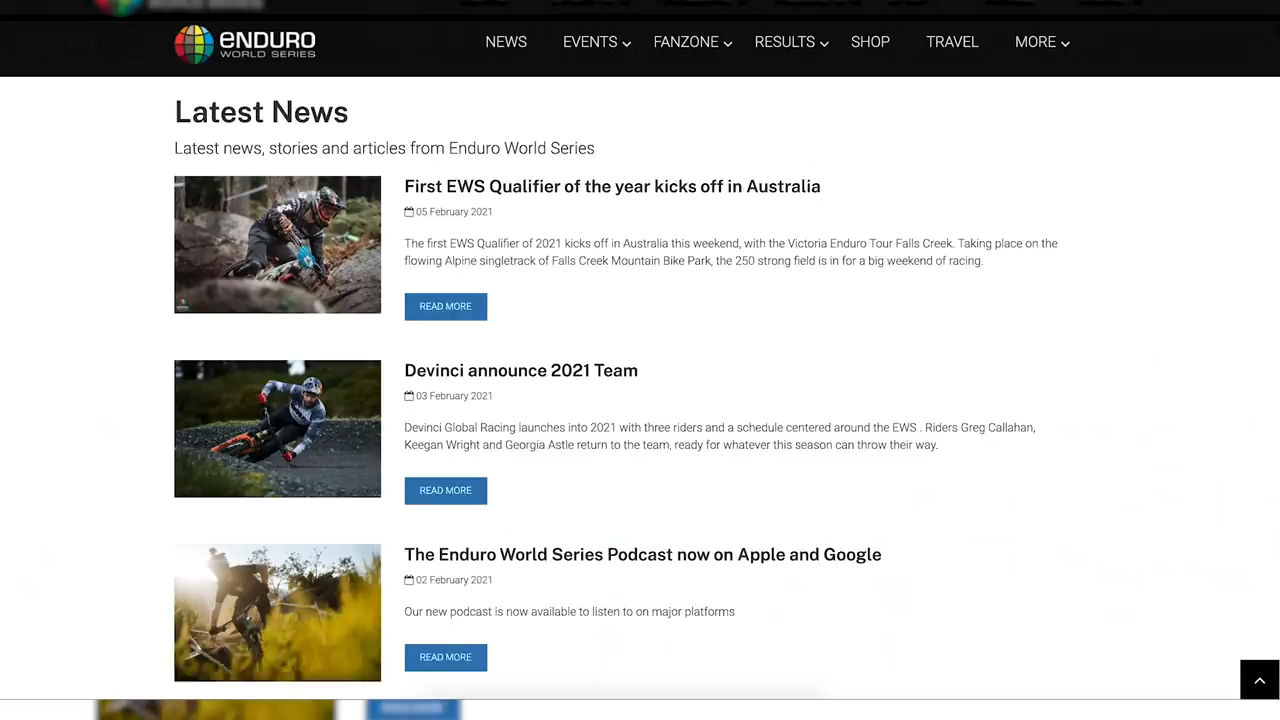 ENDURO
WORLD SERIES
NEWS EVENTS FANZONE RESULTS SHOP TRAVEL MORE
Latest News
Latest news, stories and articles from Enduro World Series
First EWS Qualifier of the year kicks off in Australia
05 February 2021
The first EWS Qualifier of 2021 kicks off in Australia this weekend, with the Victoria Enduro Tour Falls Creek. Taking place on the
flowing Alpine singletrack of Falls Creek Mountain Bike Park, the 250 strong field is in for a big weekend of racing.
READ MORE
Devinci announce 2021 Team
03 February 2021
Devinci Global Racing launches into 2021 with three riders and a schedule centered around the EWS . Riders Greg Callahan,
Keegan Wright and Georgia Astle return to the team, ready for whatever this season can throw their way.
READ MORE
The Enduro World Series Podcast now on Apple and Google
02 February 2021
Our new podcast is now available to listen to on major platforms
READ MORE